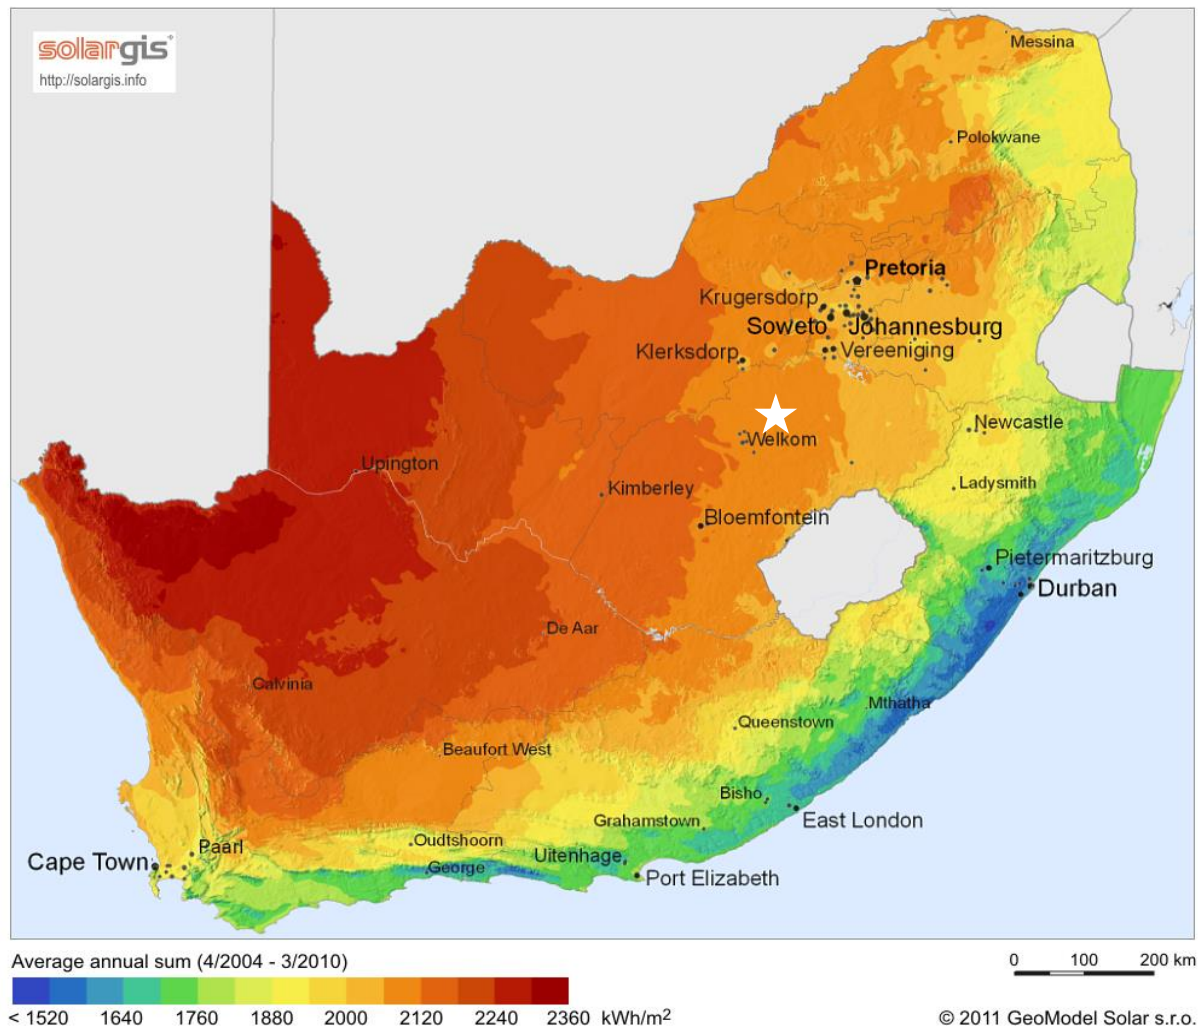 solargis
http://solargis.info
Messina
Polokwane
Pretoria
Krugersdorp
Soweto Johannesburg
Klerksdorp Vereeniging
Newcastle
Welkom
Upington
Kimberley
Ladysmith
Bloemfontein
Pietermaritzburg
Durban
De Aar
Calvinia
Mthatha
Queenstown
Beaufort West
Bisho
Grahamstown
East London
Oudtshoorn
Paarl
Cape Town
Uitenhage
George
Port Elizabeth
Average annual sum (4/2004 - 3/2010)
0 100 200 km
< 1520 1640 1760 1880 2000 2120 2240 2360 kWh/m2
© 2011 GeoModel Solar s.r.o.